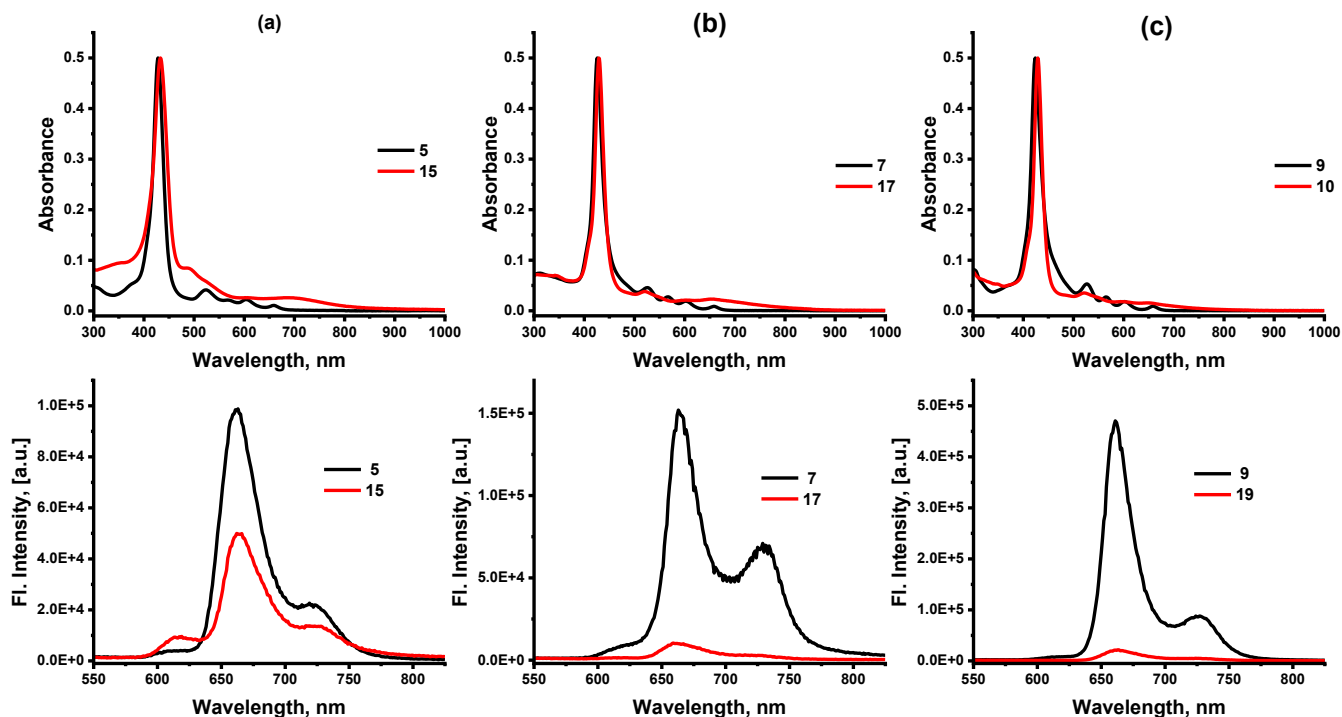 (a)
0.5
0.4
0.3
0.2
0.1
0.0
Absorbance
5
15
300 400 500 600 700 800 900 1000
Wavelength, nm
(b)
0.5
0.4
0.3
0.2
0.1
0.0
Absorbance
7
17
300 400 500 600 700 800 900 1000
Wavelength, nm
(c)
0.5
0.4
0.3
0.2
0.1
0.0
Absorbance
9
10
300 400 500 600 700 800 900 1000
Wavelength, nm
1.0E+5
8.0E+4
6.0E+4
4.0E+4
2.0E+4
0.0E+0
Fl. Intensity, [a.u.]
5
15
550 600 650 700 750 800
Wavelength, nm
1.5E+5
1.0E+5
5.0E+4
0.0E+0
Fl. Intensity, [a.u.]
7
17
550 600 650 700 750 800
Wavelength, nm
5.0E+5
4.0E+5
3.0E+5
2.0E+5
1.0E+5
0.0E+0
Fl. Intensity, [a.u.]
9
19
550 600 650 700 750 800
Wavelength, nm